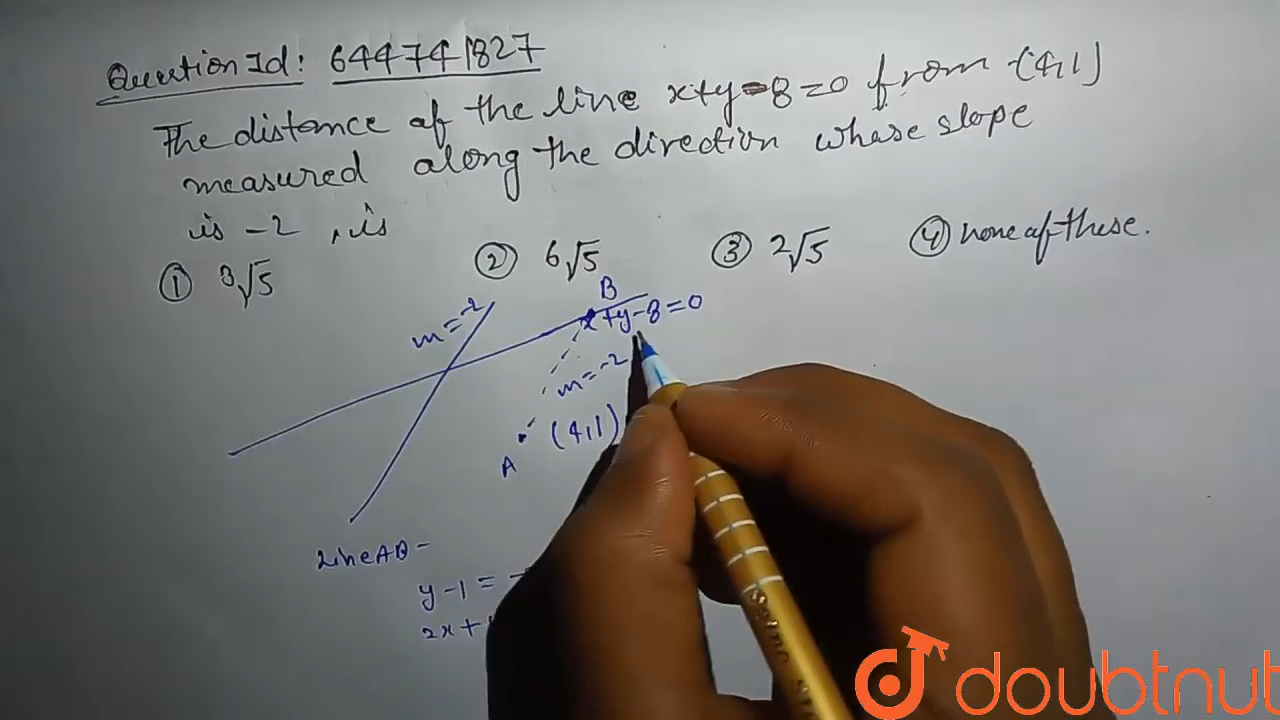 Question Id: 644741827
The distance of the line x+y-8=0 from (4,1)
measured along the direction whose slope
is -2, is
① 3√5 ② 6√5 ③ 2√5 ④ none of these.
m=-2
B
x+y-8=0
m=-2
(4,1)
A
Line AB -
y-1=-
2x+
doubtnut